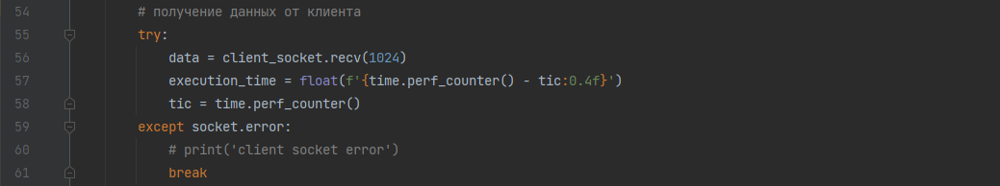 54 # получение данных от клиента
55 try:
56 data = client_socket.recv(1024)
57 execution_time = float(f'{time.perf_counter() - tic:0.4f}')
58 tic = time.perf_counter()
59 except socket.error:
60 # print('client socket error')
61 break